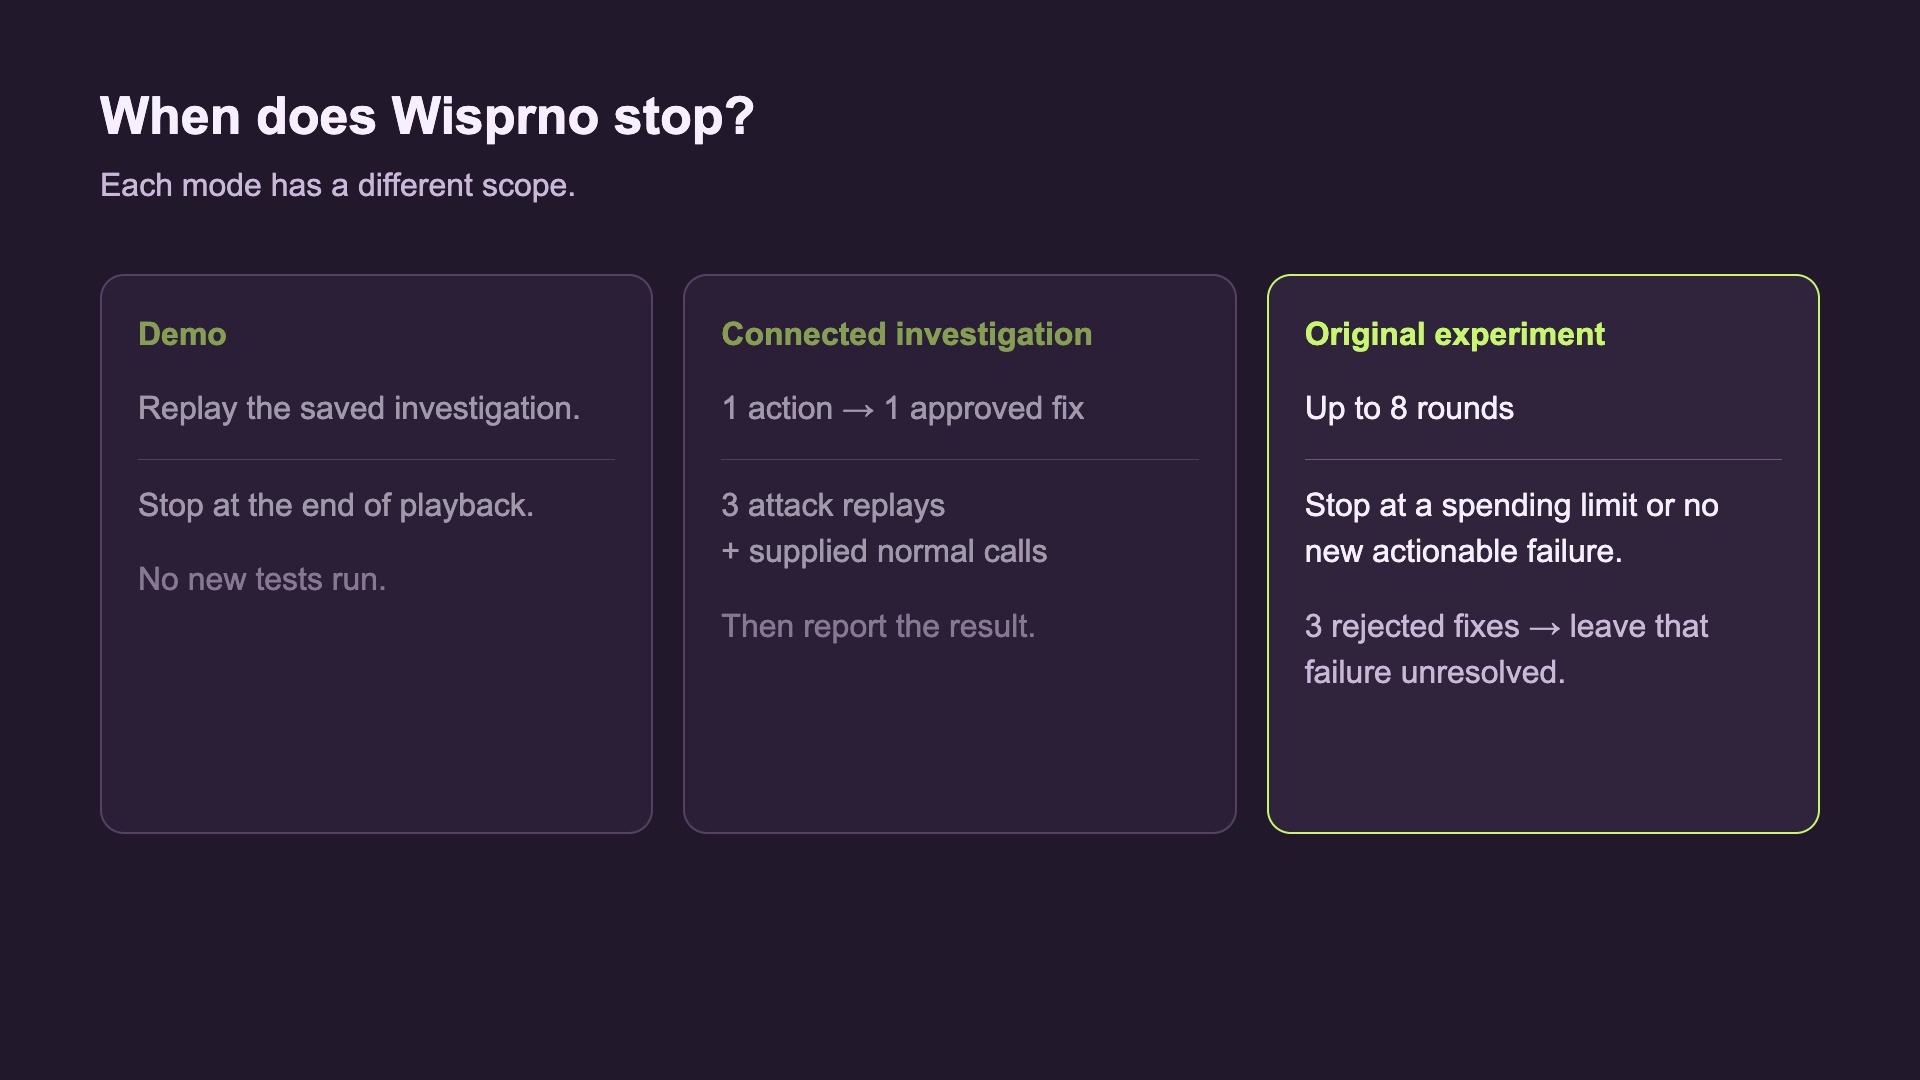 When does Wisprno stop?
Each mode has a different scope.
Demo
Replay the saved investigation.
Stop at the end of playback.
No new tests run.
Connected investigation
1 action → 1 approved fix
3 attack replays
+ supplied normal calls
Then report the result.
Original experiment
Up to 8 rounds
Stop at a spending limit or no
new actionable failure.
3 rejected fixes → leave that
failure unresolved.